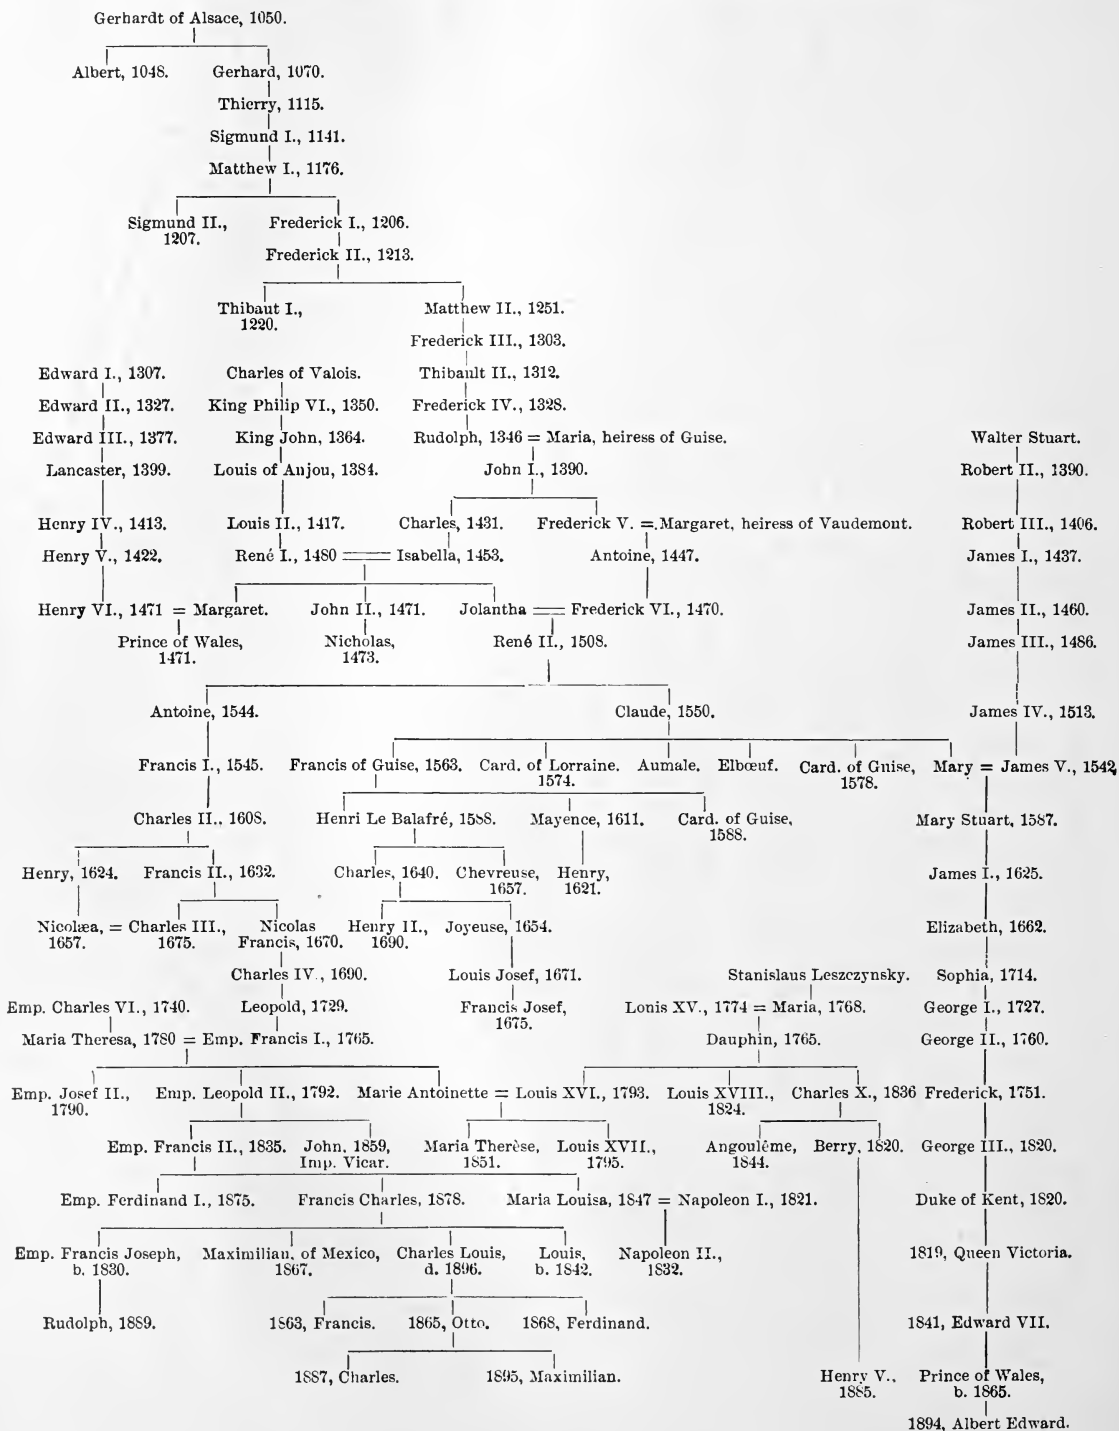 Gerhardt of Alsace, 1050.
Albert, 1048. Gerhard, 1070.
Thierry, 1115.
Sigmund I., 1141.
Matthew I., 1176.
Sigmund II., Frederick I., 1206.
1207.
Frederick II., 1213.
Thibaut I., Matthew II., 1251.
1220.
Frederick III., 1303.
Edward I., 1307. Charles of Valois. Thibault II., 1312.
Edward II., 1327. King Philip VI., 1350. Frederick IV., 1328.
Edward III., 1377. King John, 1364. Rudolph, 1346 = Maria, heiress of Guise. Walter Stuart.
Lancaster, 1399. Louis of Anjou, 1384. John I., 1390. Robert II., 1390.
Henry IV., 1413. Louis II., 1417. Charles, 1431. Frederick V. =.Margaret, heiress of Vaudemont. Robert III., 1406.
Henry V., 1422. René I., 1480 = Isabella, 1453. Antoine, 1447. James I., 1437.
Henry VI., 1471 = Margaret. John II., 1471. Jolantha = Frederick VI., 1470. James II., 1460.
Prince of Wales, Nicholas, René II., 1508. James III., 1486.
1471. 1473.
Antoine, 1544. Claude, 1550. James IV., 1513.
Francis I., 1545. Francis of Guise, 1563. Card. of Lorraine. Aumale. Elbœuf. Card. of Guise, Mary = James V., 1542,
1574. 1578.
Charles II., 1608. Henri Le Balafré, 1588. Mayence, 1611. Card. of Guise, Mary Stuart, 1587.
1588.
Henry, 1624. Francis II., 1632. Charles, 1640. Chevreuse, Henry, James I., 1625.
1657. 1621.
Nicolæa, = Charles III., Nicolas Henry II., Joyeuse, 1654. Elizabeth, 1662.
1657. 1675. Francis, 1670. 1690.
Charles IV., 1690. Louis Josef, 1671. Stanislaus Leszczynsky. Sophia, 1714.
Emp. Charles VI., 1740. Leopold, 1729. Francis Josef, Lonis XV., 1774 = Maria, 1768. George I., 1727.
1675.
Maria Theresa, 1780 = Emp. Francis I., 1765. Dauphin, 1765. George II., 1760.
Emp. Josef II., Emp. Leopold II., 1792. Marie Antoinette = Louis XVI., 1793. Louis XVIII., Charles X., 1836 Frederick, 1751.
1790. 1824.
Emp. Francis II., 1835. John, 1859, Maria Therèse, Louis XVII., Angoulême, Berry, 1820. George III., 1820.
Imp. Vicar. 1851. 1795. 1844.
Emp. Ferdinand I., 1875. Francis Charles, 1878. Maria Louisa, 1847 = Napoleon I., 1821. Duke of Kent, 1820.
Emp. Francis Joseph, Maximilian, of Mexico, Charles Louis, Louis, Napoleon II., 1819, Queen Victoria.
b. 1830. 1867. d. 1896. b. 1842. 1832.
Rudolph, 1889. 1863, Francis. 1865, Otto. 1868, Ferdinand. 1841, Edward VII.
1887, Charles. 1895, Maximilian. Henry V., Prince of Wales,
1885. b. 1865.
1894, Albert Edward.